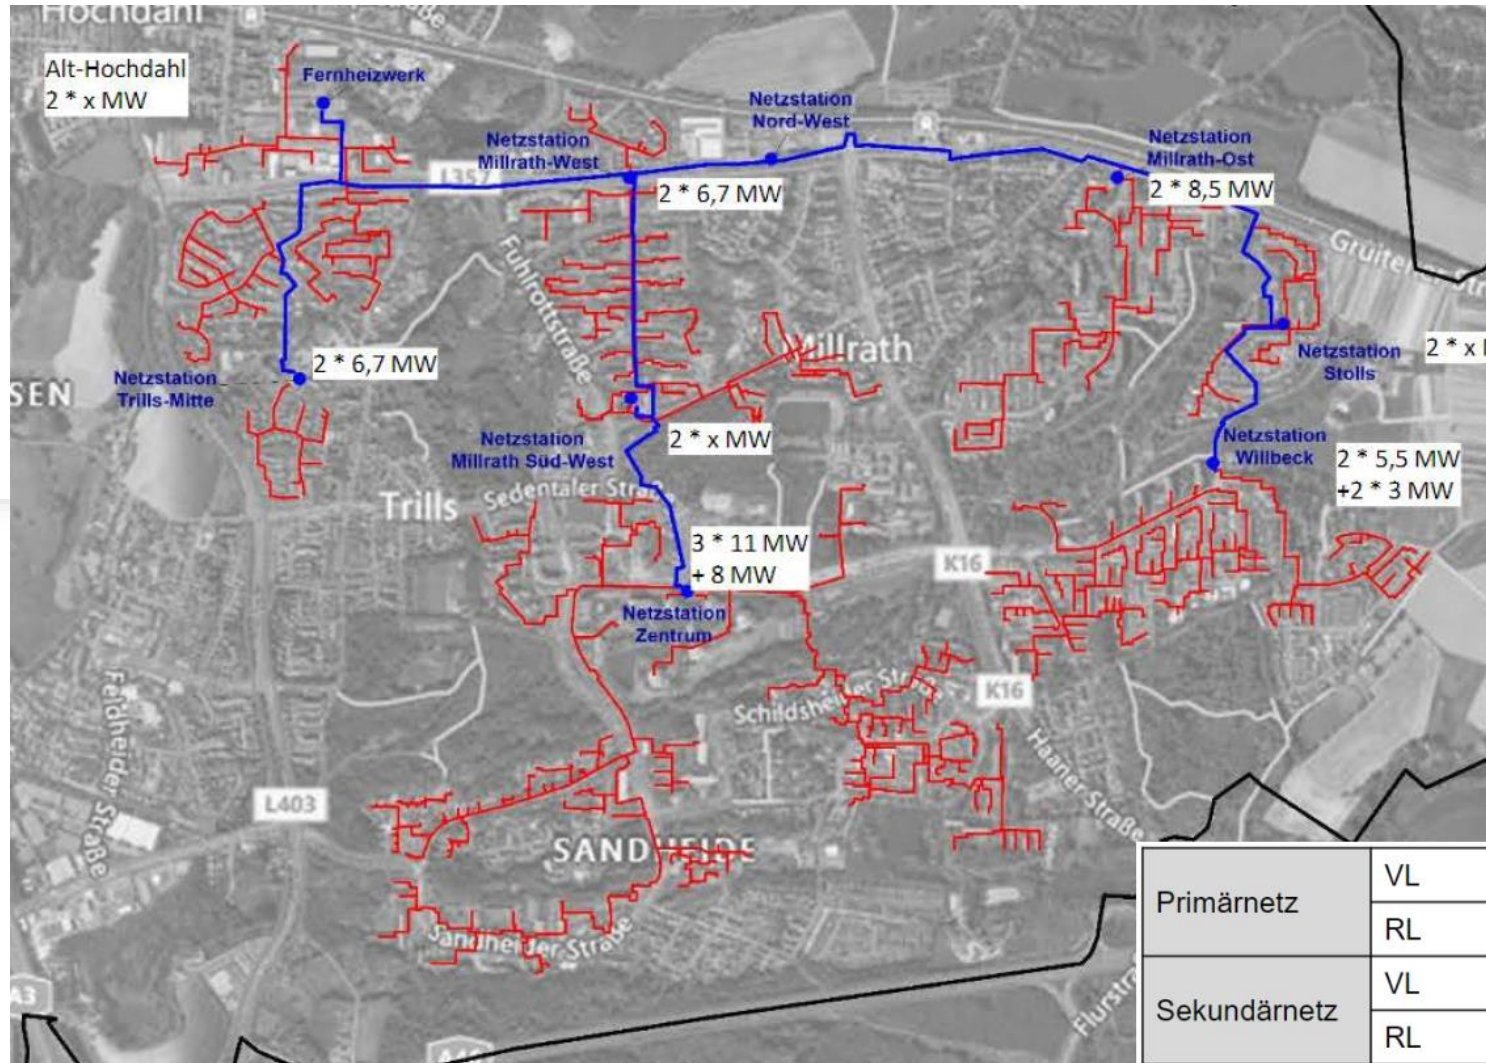 Hochdahl
Alt-Hochdahl
2 * x MW
Fernheizwerk
Netzstation
Nord-West
Netzstation
Millrath-West
Netzstation
Millrath-Ost
L357
2 * 6,7 MW
2 * 8,5 MW
Fuhlrottstraße
Millrath
2 * 6,7 MW
Netzstation
Trills-Mitte
SEN
Netzstation
Stolls
2 * x
Netzstation
Millrath Süd-West
2 * x MW
Netzstation
Willbeck
2 * 5,5 MW
+2 * 3 MW
Trills
Sedentaler Straße
3 * 11 MW
+ 8 MW
K16
Netzstation
Zentrum
K16
Feldheider Straße
Haaner Straße
L403
SANDHEIDE
Sandheider Straße
A3
Primärnetz
VL
RL
Sekundärnetz
VL
RL